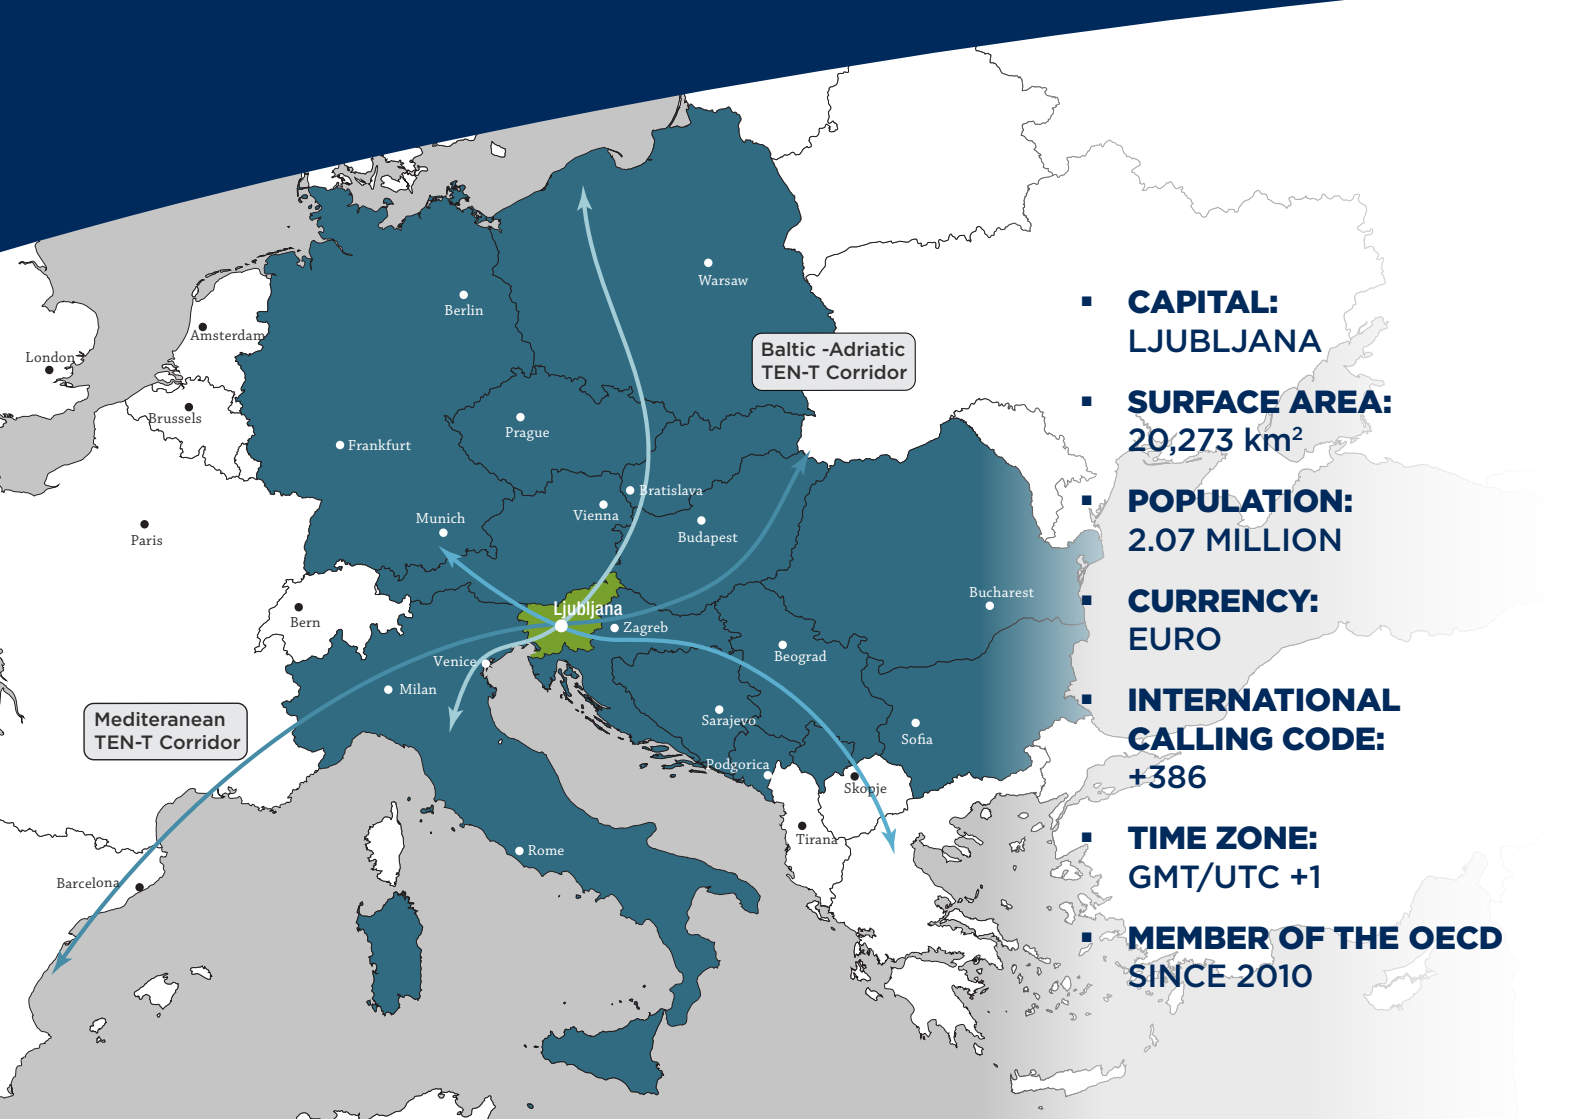 Warsaw
Berlin
Amsterdam
London
Baltic -Adriatic
TEN-T Corridor
Brussels
Prague
Frankfurt
Bratislava
Vienna
Munich
Budapest
Paris
Bucharest
Ljubljana
Bern
Zagreb
Beograd
Venice
Milan
Mediteranean
TEN-T Corridor
Sarajevo
Sofia
Podgorica
Skopje
Tirana
Rome
Barcelona
▪ CAPITAL:
LJUBLJANA
▪ SURFACE AREA:
20,273 km²
▪ POPULATION:
2.07 MILLION
▪ CURRENCY:
EURO
▪ INTERNATIONAL
CALLING CODE:
+386
▪ TIME ZONE:
GMT/UTC +1
▪ MEMBER OF THE OECD
SINCE 2010